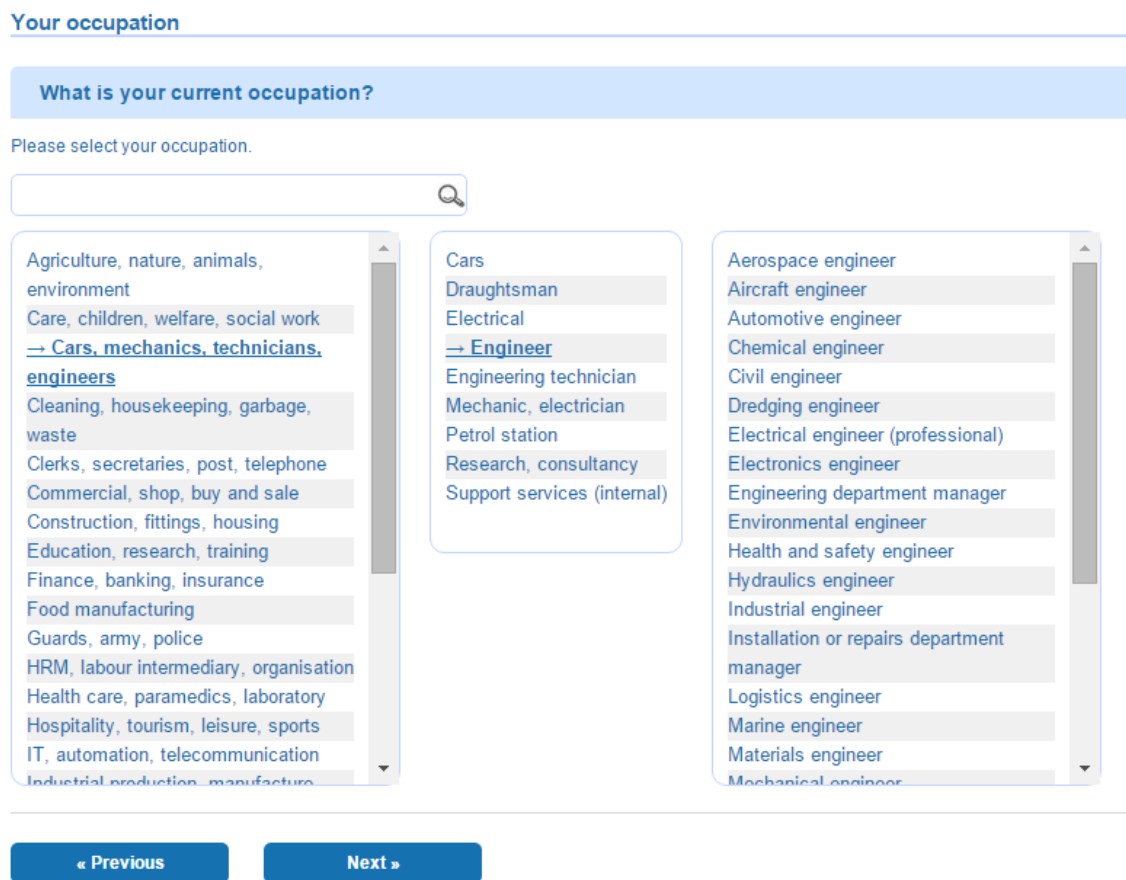 Your occupation
What is your current occupation?
Please select your occupation.
Agriculture, nature, animals,
environment
Care, children, welfare, social work
→ Cars, mechanics, technicians,
engineers
Cleaning, housekeeping, garbage,
waste
Clerks, secretaries, post, telephone
Commercial, shop, buy and sale
Construction, fittings, housing
Education, research, training
Finance, banking, insurance
Food manufacturing
Guards, army, police
HRM, labour intermediary, organisation
Health care, paramedics, laboratory
Hospitality, tourism, leisure, sports
IT, automation, telecommunication
Industrial production, manufacture
Cars
Draughtsman
Electrical
→ Engineer
Engineering technician
Mechanic, electrician
Petrol station
Research, consultancy
Support services (internal)
Aerospace engineer
Aircraft engineer
Automotive engineer
Chemical engineer
Civil engineer
Dredging engineer
Electrical engineer (professional)
Electronics engineer
Engineering department manager
Environmental engineer
Health and safety engineer
Hydraulics engineer
Industrial engineer
Installation or repairs department
manager
Logistics engineer
Marine engineer
Materials engineer
Mechanical engineer
« Previous
Next »